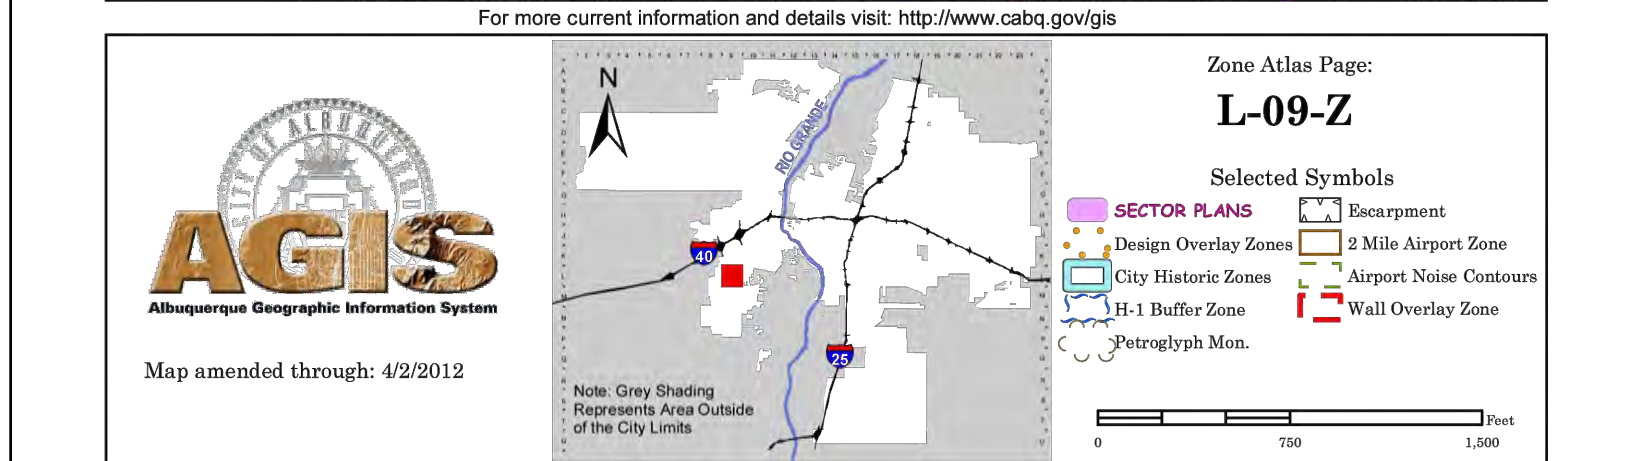 For more current information and details visit: http://www.cabq.gov/gis
CITY OF ALBUQUERQUE
AGIS
Albuquerque Geographic Information System
Map amended through: 4/2/2012
N
RIO GRANDE
40
25
Note: Grey Shading
Represents Area Outside
of the City Limits
Zone Atlas Page:
L-09-Z
Selected Symbols
SECTOR PLANS
Design Overlay Zones
City Historic Zones
H-1 Buffer Zone
Petroglyph Mon.
Escarpment
2 Mile Airport Zone
Airport Noise Contours
Wall Overlay Zone
Feet
0 750 1,500